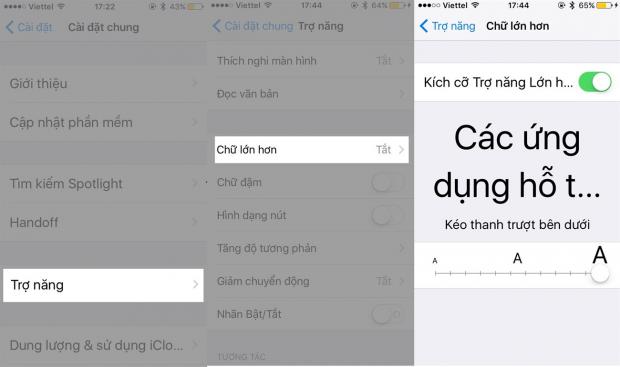 Viettel 17:22 43%
Cài đặt Cài đặt chung
Giới thiệu
Cập nhật phần mềm
Tìm kiếm Spotlight
Handoff
Trợ năng
Dung lượng & sử dụng iClo...
Viettel 17:44 64%
Cài đặt chung Trợ năng
Thích nghi màn hình Tắt
Đọc văn bản
Chữ lớn hơn Tắt
Chữ đậm
Hình dạng nút
Tăng độ tương phản
Giảm chuyển động Tắt
Nhãn Bật/Tắt
TƯƠNG TÁC
Viettel 17:44 65%
Trợ năng Chữ lớn hơn
Kích cỡ Trợ năng Lớn h...
Các ứng
dụng hỗ t...
Kéo thanh trượt bên dưới
A A A